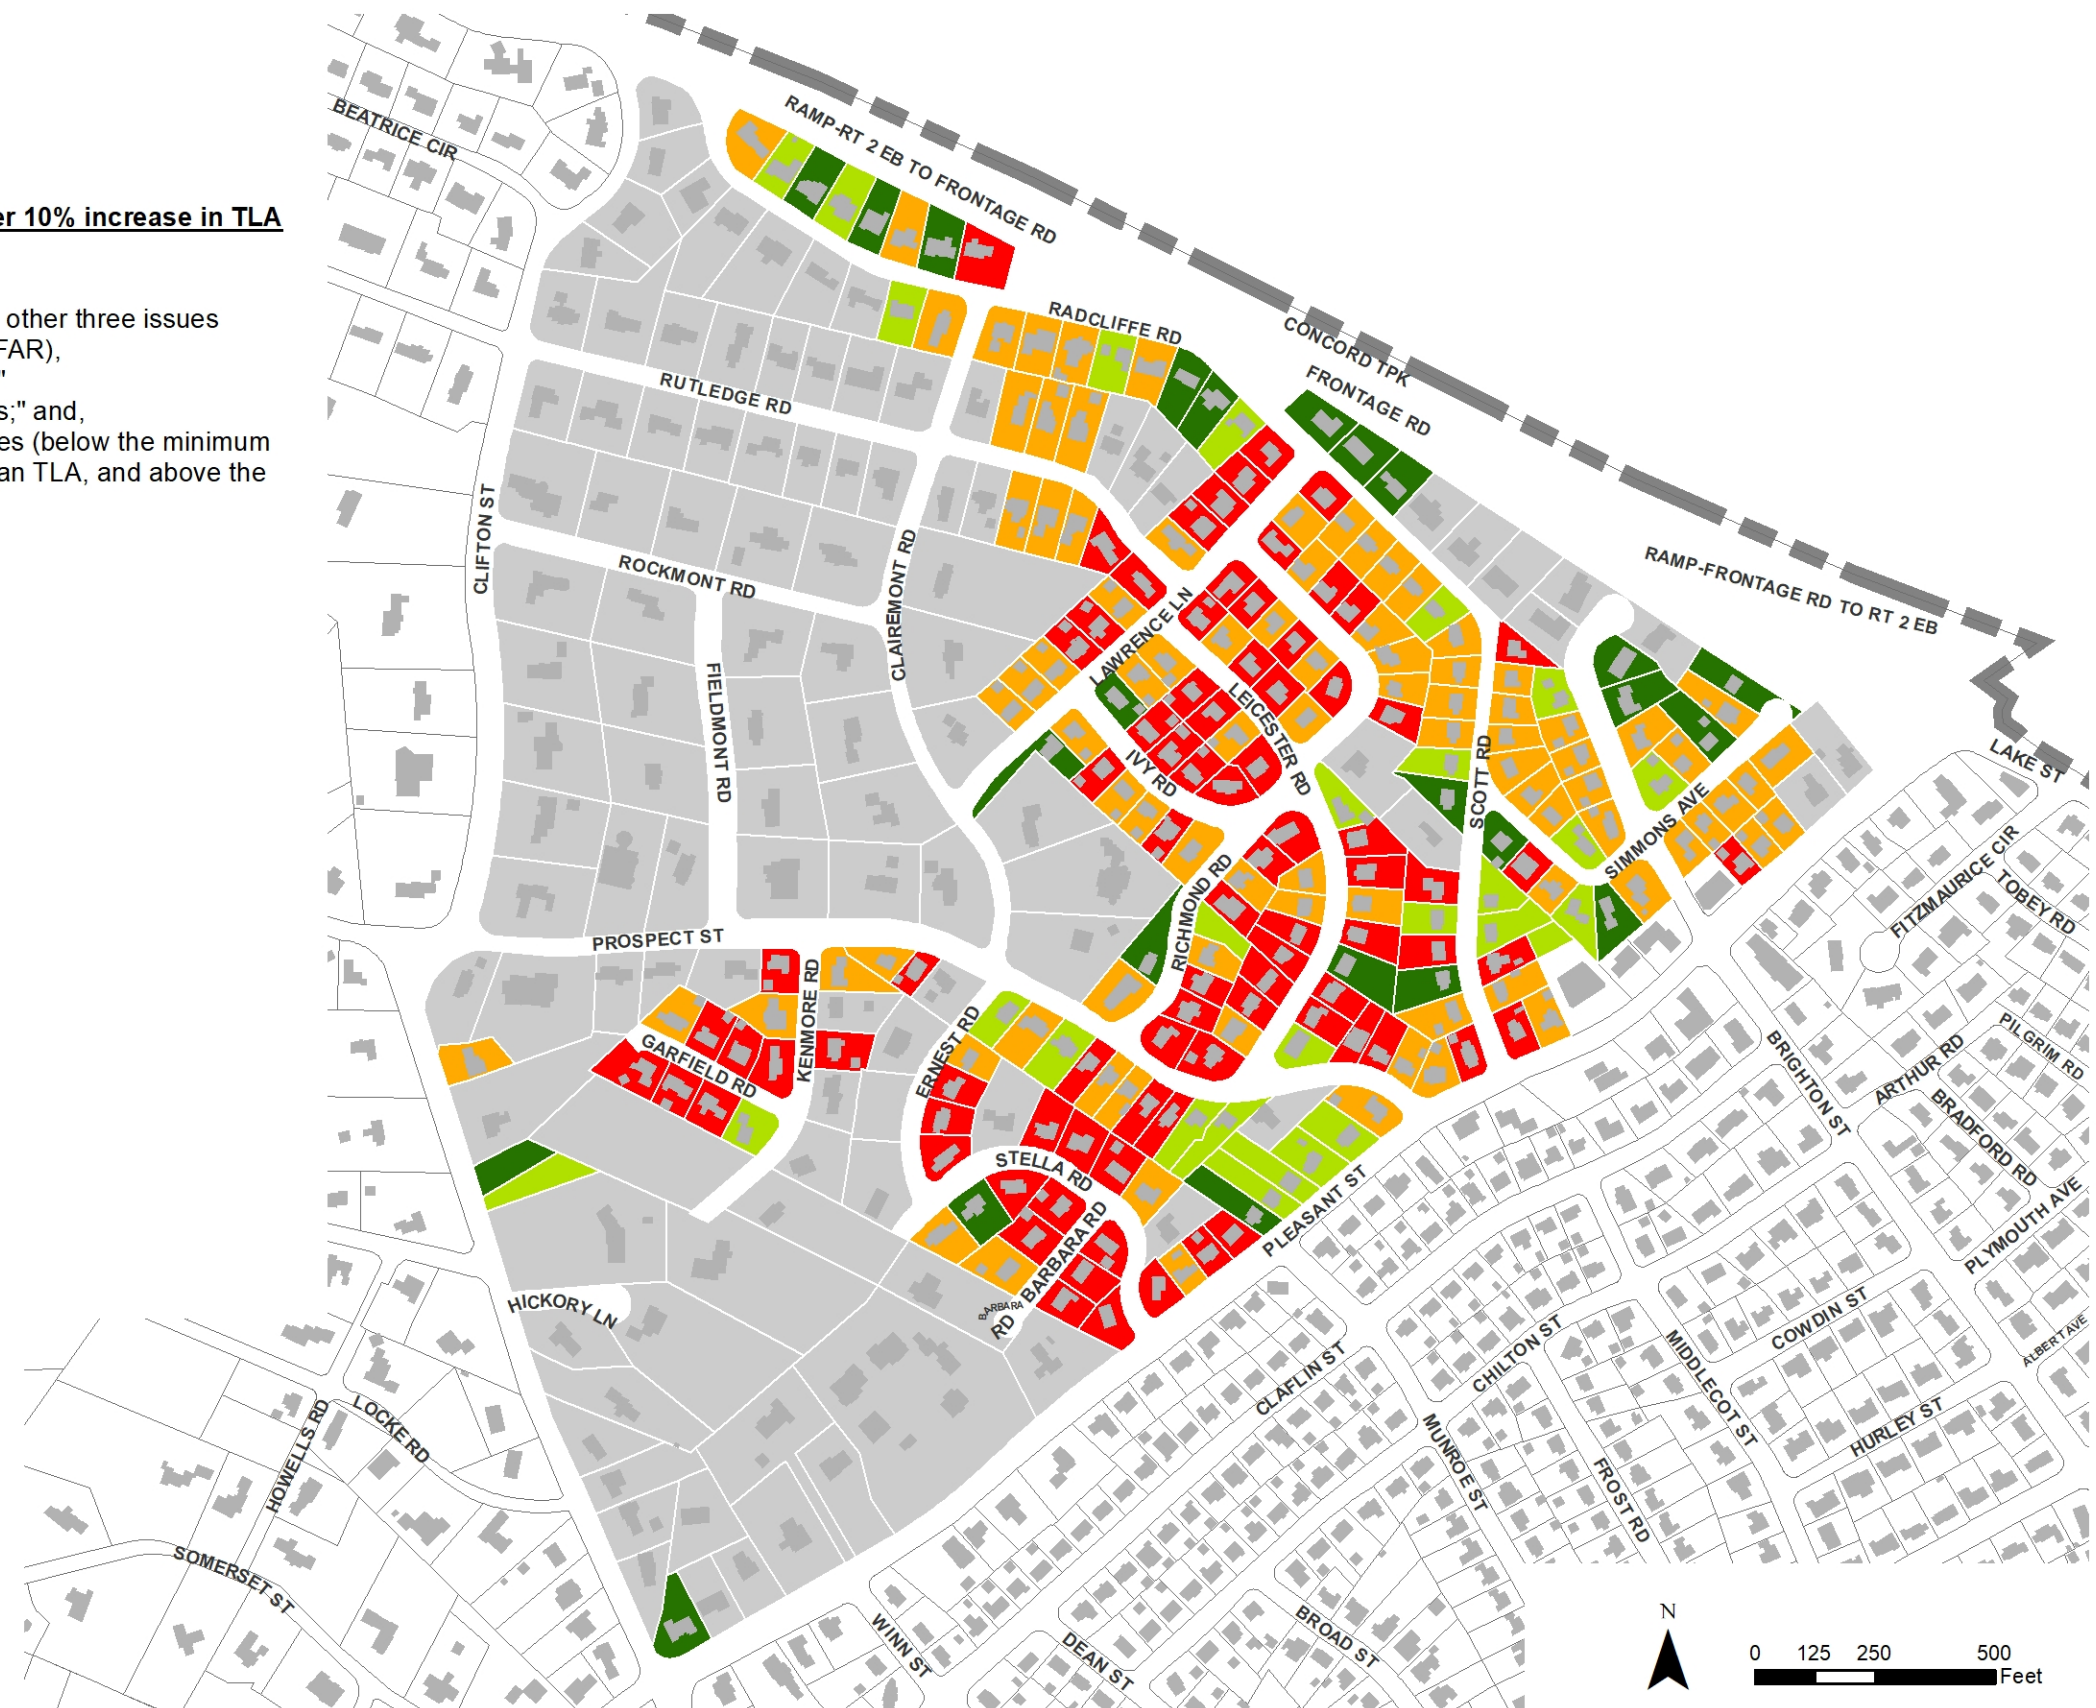 er 10% increase in TLA
other three issues
FAR),
"
s;" and,
es (below the minimum
an TLA, and above the
BEATRICE CIR
RAMP-RT 2 EB TO FRONTAGE RD
RADCLIFFE RD
CONCORD TPK
FRONTAGE RD
RUTLEDGE RD
CLIFTON ST
ROCKMONT RD
CLAIREMONT RD
RAMP-FRONTAGE RD TO RT 2 EB
LAWRENCE LN
FIELDMONT RD
LEICESTER RD
IVY RD
SCOTT RD
SIMMONS AVE
LAKE ST
FITZMAURICE CIR
TOBEY RD
RICHMOND RD
PROSPECT ST
KENMORE RD
GARFIELD RD
ERNEST RD
BRIGHTON ST
ARTHUR RD
PILGRIM RD
BRADFORD RD
PLYMOUTH AVE
STELLA RD
BARBARA RD
PLEASANT ST
BARBARA
RD
HICKORY LN
CLAFLIN ST
CHILTON ST
MIDDLECOT ST
COWDIN ST
ALBERT AVE
HURLEY ST
LOCKE RD
HOWELLS RD
MUNROE ST
FROST RD
SOMERSET ST
WINN ST
DEAN ST
BROAD ST
N
0 125 250 500
Feet